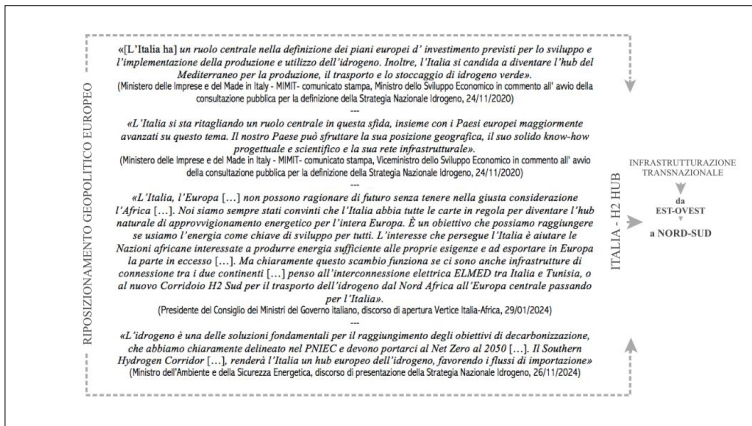 RIPOSIZIONAMENTO GEOPOLITICO EUROPEO
«[L'Italia ha] un ruolo centrale nella definizione dei piani europei d' investimento previsti per lo sviluppo e
l'implementazione della produzione e utilizzo dell'idrogeno. Inoltre, l'Italia si candida a diventare l'hub del
Mediterraneo per la produzione, il trasporto e lo stoccaggio di idrogeno verde».
(Ministero delle Imprese e del Made in Italy - MIMIT- comunicato stampa, Ministro dello Sviluppo Economico in commento all' avvio della
consultazione pubblica per la definizione della Strategia Nazionale Idrogeno, 24/11/2020)
---
«L'Italia si sta ritagliando un ruolo centrale in questa sfida, insieme con i Paesi europei maggiormente
avanzati su questo tema. Il nostro Paese può sfruttare la sua posizione geografica, il suo solido know-how
progettuale e scientifico e la sua rete infrastrutturale».
(Ministero delle Imprese e del Made in Italy - MIMIT- comunicato stampa, Viceministro dello Sviluppo Economico in commento all' avvio
della consultazione pubblica per la definizione della Strategia Nazionale Idrogeno, 24/11/2020)
---
«L'Italia, l'Europa […] non possono ragionare di futuro senza tenere nella giusta considerazione
l'Africa […]. Noi siamo sempre stati convinti che l'Italia abbia tutte le carte in regola per diventare l'hub
naturale di approvvigionamento energetico per l'intera Europa. È un obiettivo che possiamo raggiungere
se usiamo l'energia come chiave di sviluppo per tutti. L'interesse che persegue l'Italia è aiutare le
Nazioni africane interessate a produrre energia sufficiente alle proprie esigenze e ad esportare in Europa
la parte in eccesso […]. Ma chiaramente questo scambio funziona se ci sono anche infrastrutture di
connessione tra i due continenti […] penso all'interconnessione elettrica ELMED tra Italia e Tunisia, o
al nuovo Corridoio H2 Sud per il trasporto dell'idrogeno dal Nord Africa all'Europa centrale passando
per l'Italia».
(Presidente del Consiglio dei Ministri del Governo Italiano, discorso di apertura Vertice Italia-Africa, 29/01/2024)
---
«L'idrogeno è una delle soluzioni fondamentali per il raggiungimento degli obiettivi di decarbonizzazione,
che abbiamo chiaramente delineato nel PNIEC e devono portarci al Net Zero al 2050 […]. Il Southern
Hydrogen Corridor […], renderà l'Italia un hub europeo dell'idrogeno, favorendo i flussi di importazione»
(Ministro dell'Ambiente e della Sicurezza Energetica, discorso di presentazione della Strategia Nazionale Idrogeno, 26/11/2024)
ITALIA - H2 HUB
INFRASTRUTTURAZIONE
TRANSNAZIONALE
da
EST-OVEST
a NORD-SUD